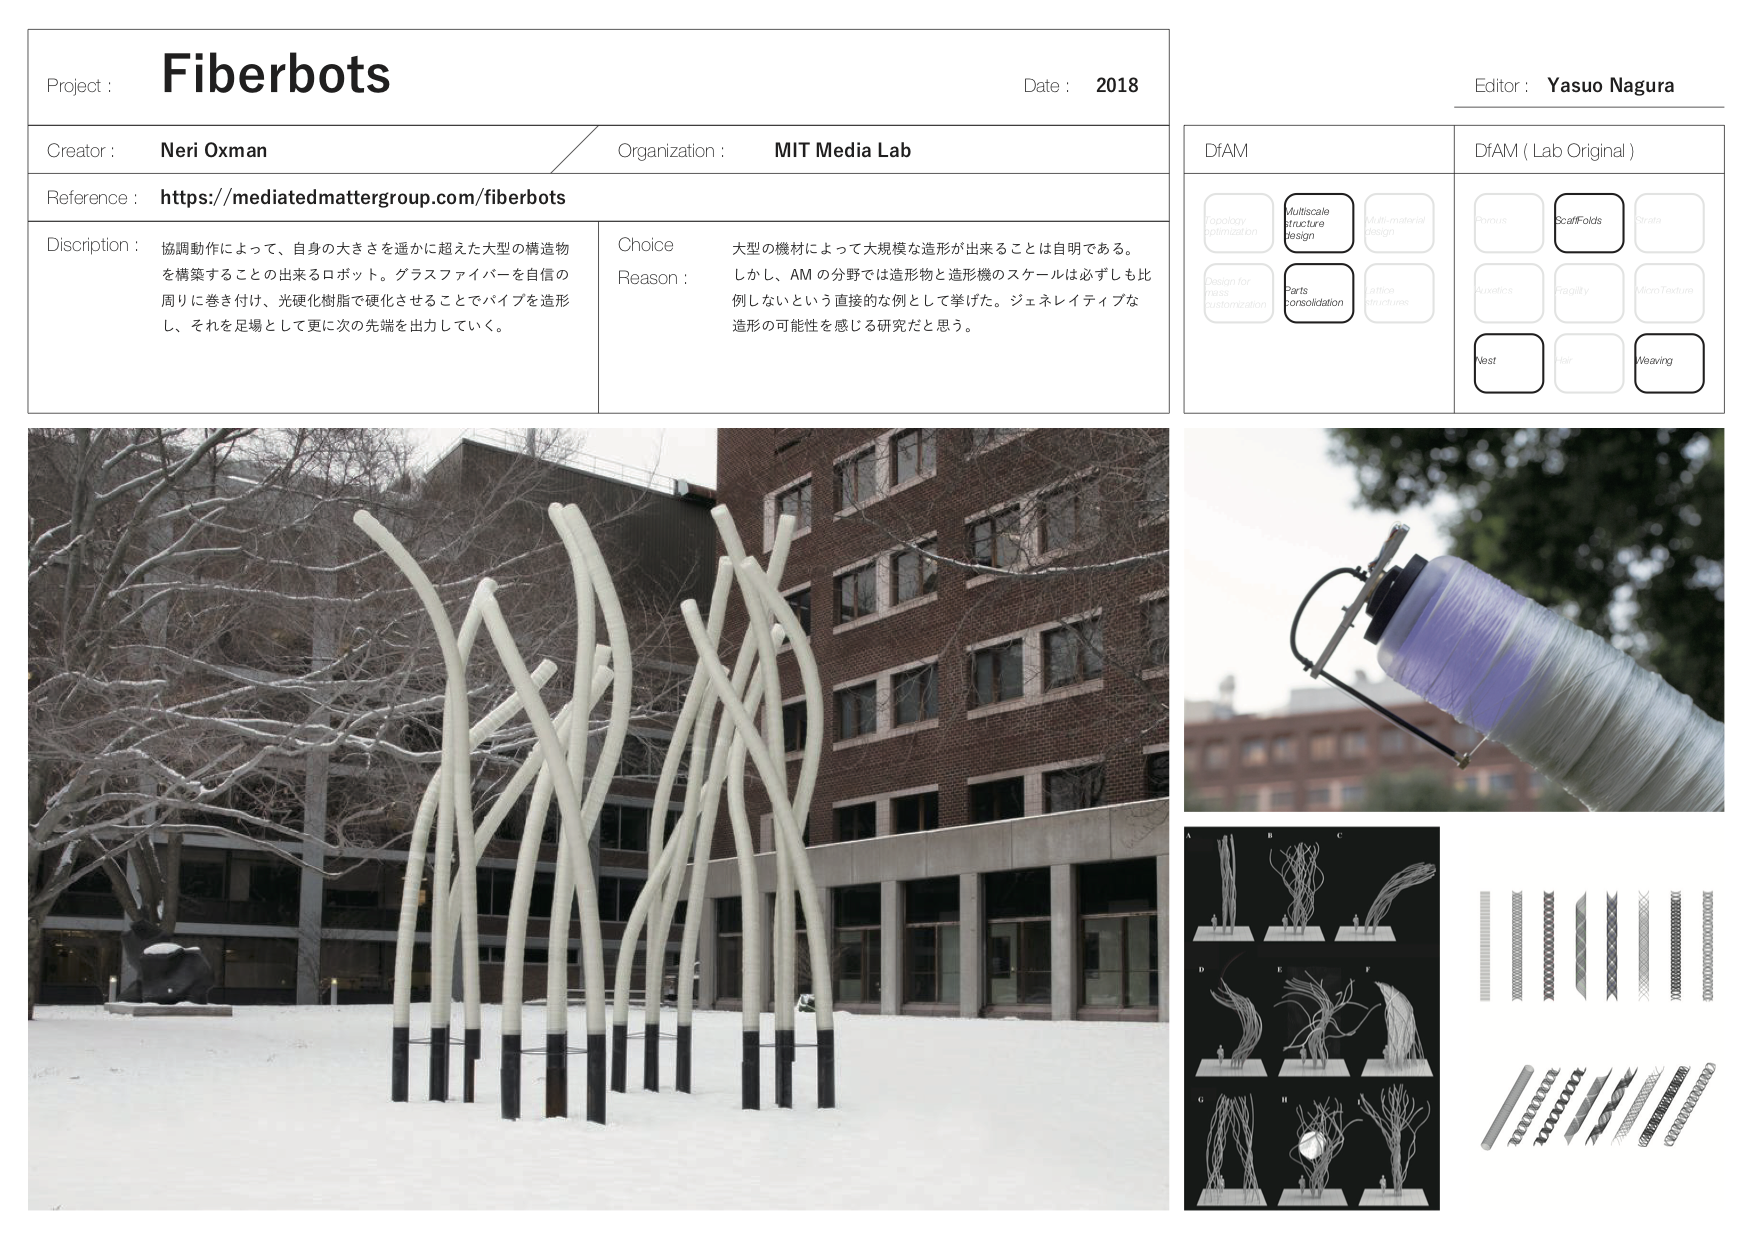 Project :
Fiberbots
Date :
2018
Editor :
Yasuo Nagura
Creator :
Neri Oxman
Organization :
MIT Media Lab
Reference :
https://mediatedmattergroup.com/fiberbots
Discription :
協調動作によって、自身の大きさを遥かに超えた大型の構造物
を構築することの出来るロボット。グラスファイバーを自信の
周りに巻き付け、光硬化樹脂で硬化させることでパイプを造形
し、それを足場として更に次の先端を出力していく。
Choice
Reason :
大型の機材によって大規模な造形が出来ることは自明である。
しかし、AM の分野では造形物と造形機のスケールは必ずしも比
例しないという直接的な例として挙げた。ジェネレイティブな
造形の可能性を感じる研究だと思う。
DfAM
Topology
optimization
Multiscale
structure
design
Multi-material
design
Design for
mass
customization
Parts
consolidation
Lattice
structures
DfAM ( Lab Original )
Porous
ScaffFolds
Strata
Auxetics
Fragility
MicroTexture
Nest
Hair
Weaving
A
B
C
D
E
F
G
H
I